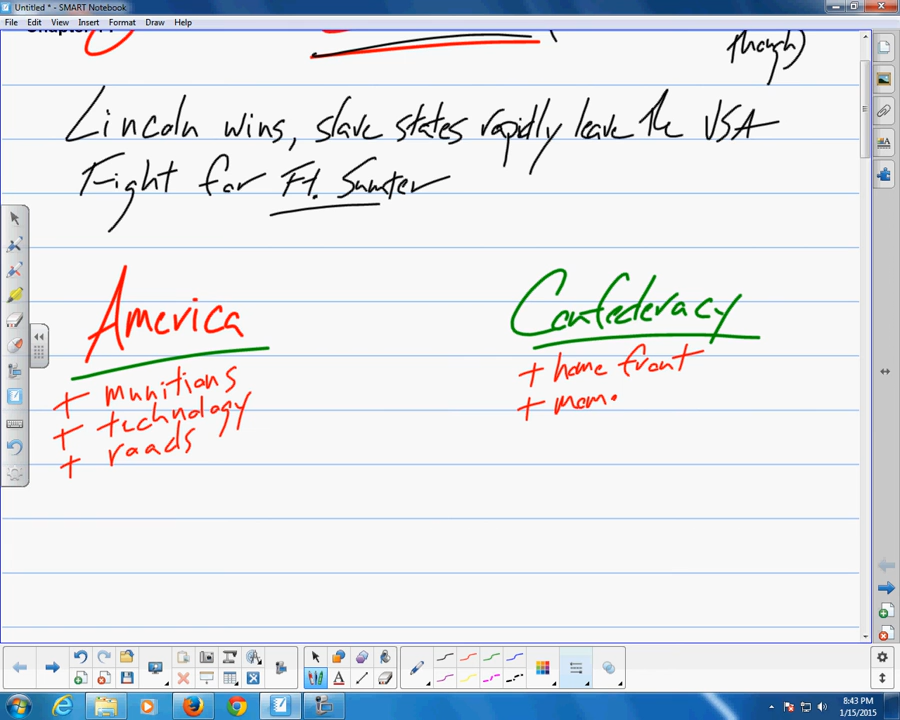 Untitled * - SMART Notebook
File Edit View Insert Format Draw Window Help
though)
Lincoln wins, slave states rapidly leave the USA
Fight for Ft. Sumter
America
Confederacy
+ munitions
+ technology
+ roads
+ home front
+ mom.
A
8:43 PM
1/15/2015